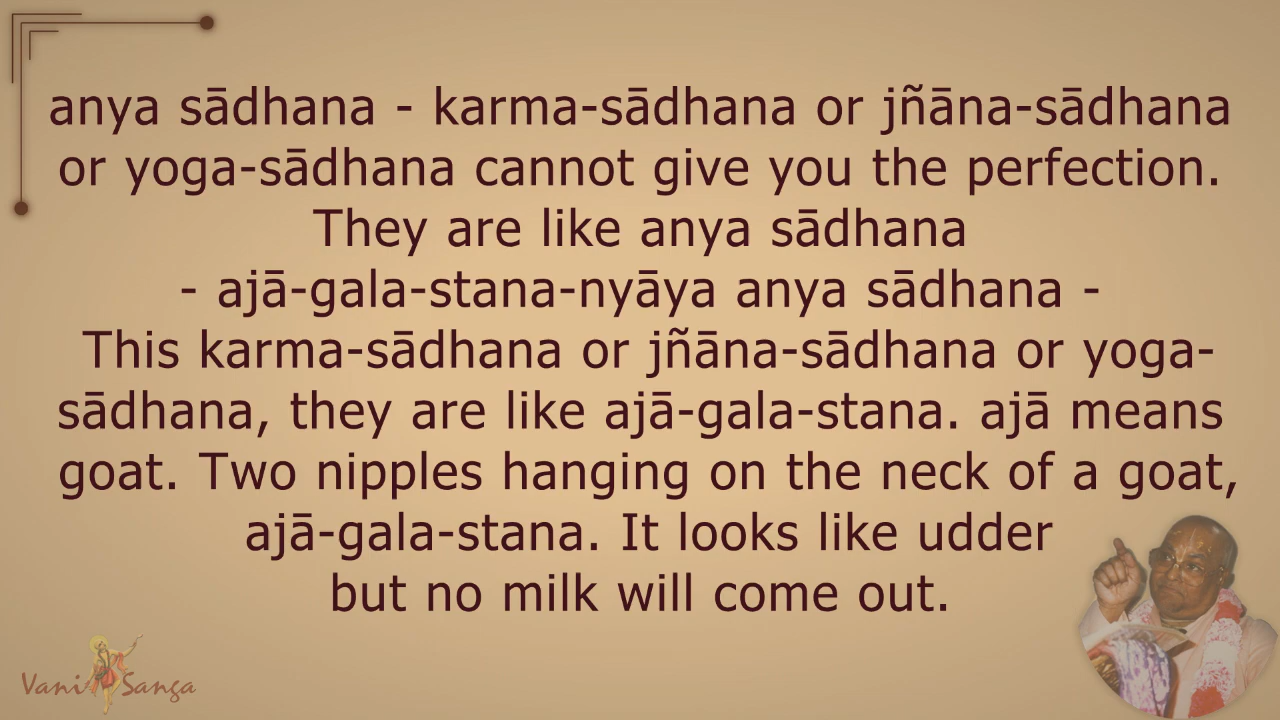 anya sādhana - karma-sādhana or jñāna-sādhana
or yoga-sādhana cannot give you the perfection.
They are like anya sādhana
- ajā-gala-stana-nyāya anya sādhana -
This karma-sādhana or jñāna-sādhana or yoga-
sādhana, they are like ajā-gala-stana. ajā means
goat. Two nipples hanging on the neck of a goat,
ajā-gala-stana. It looks like udder
but no milk will come out.
Vani Sanga